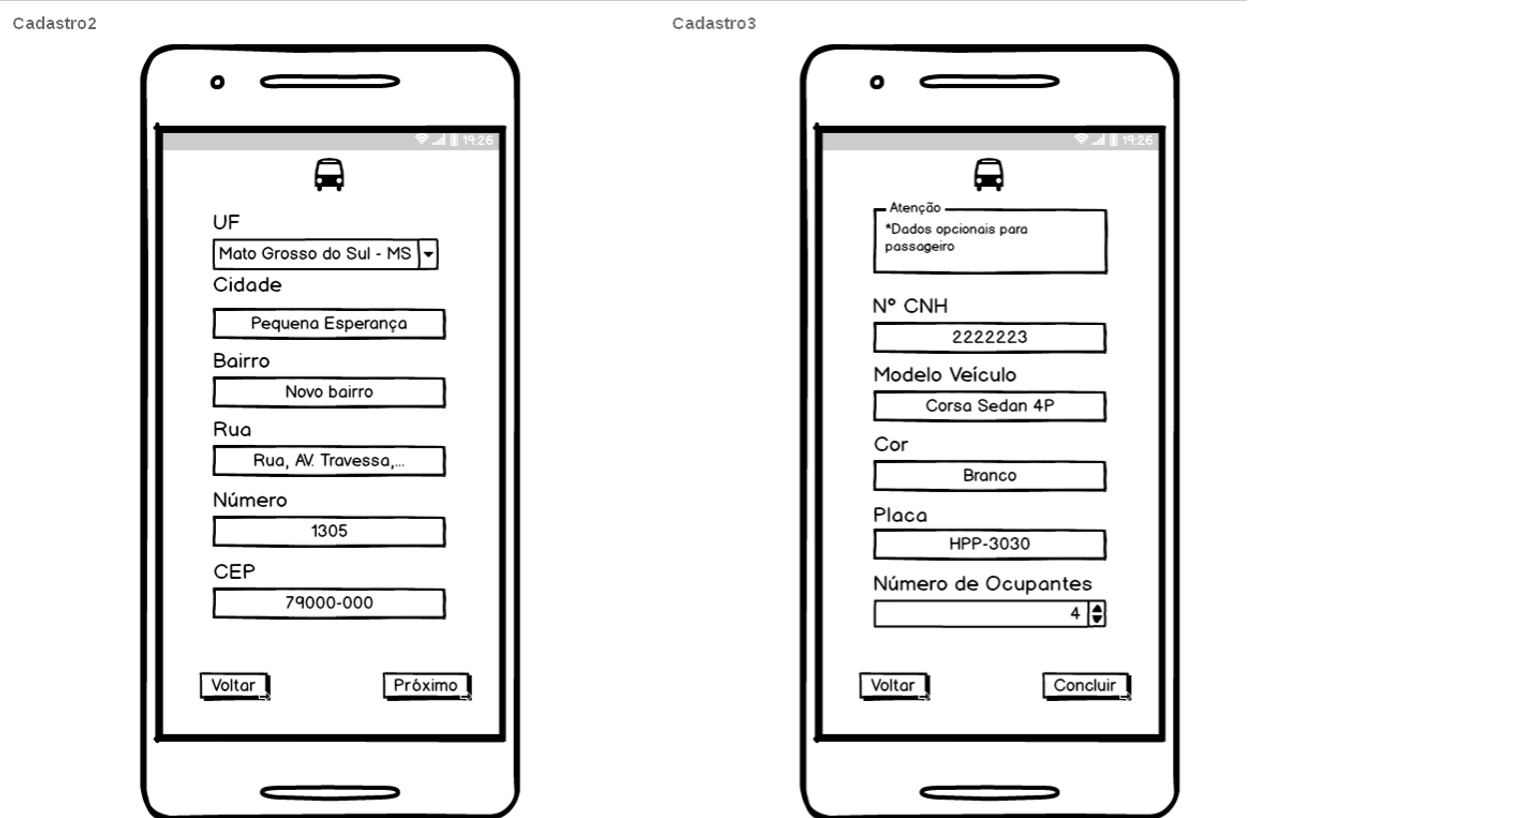 Cadastro2
19:26
UF
Mato Grosso do Sul - MS
Cidade
Pequena Esperança
Bairro
Novo bairro
Rua
Rua, AV. Travessa,...
Número
1305
CEP
79000-000
Voltar
Próximo
Cadastro3
19:26
Atenção
*Dados opcionais para
passageiro
Nº CNH
2222223
Modelo Veículo
Corsa Sedan 4P
Cor
Branco
Placa
HPP-3030
Número de Ocupantes
4
Voltar
Concluir